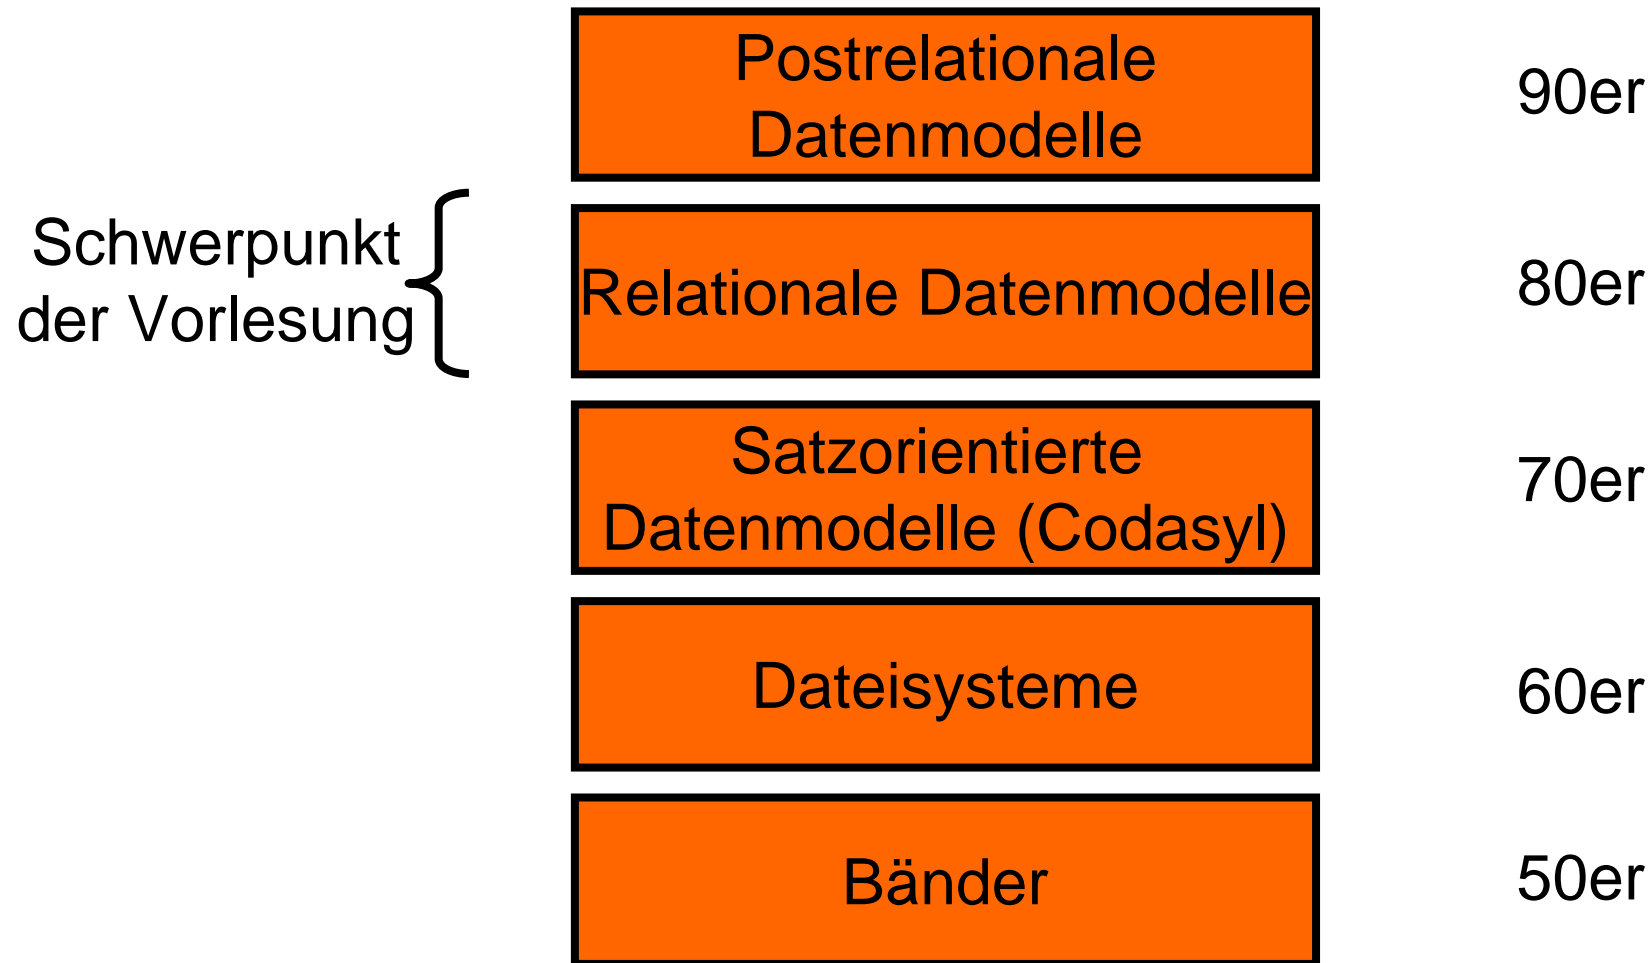 Postrelationale
Datenmodelle
90er
Schwerpunkt
der Vorlesung
Relationale Datenmodelle
80er
Satzorientierte
Datenmodelle (Codasyl)
70er
Dateisysteme
60er
Bänder
50er